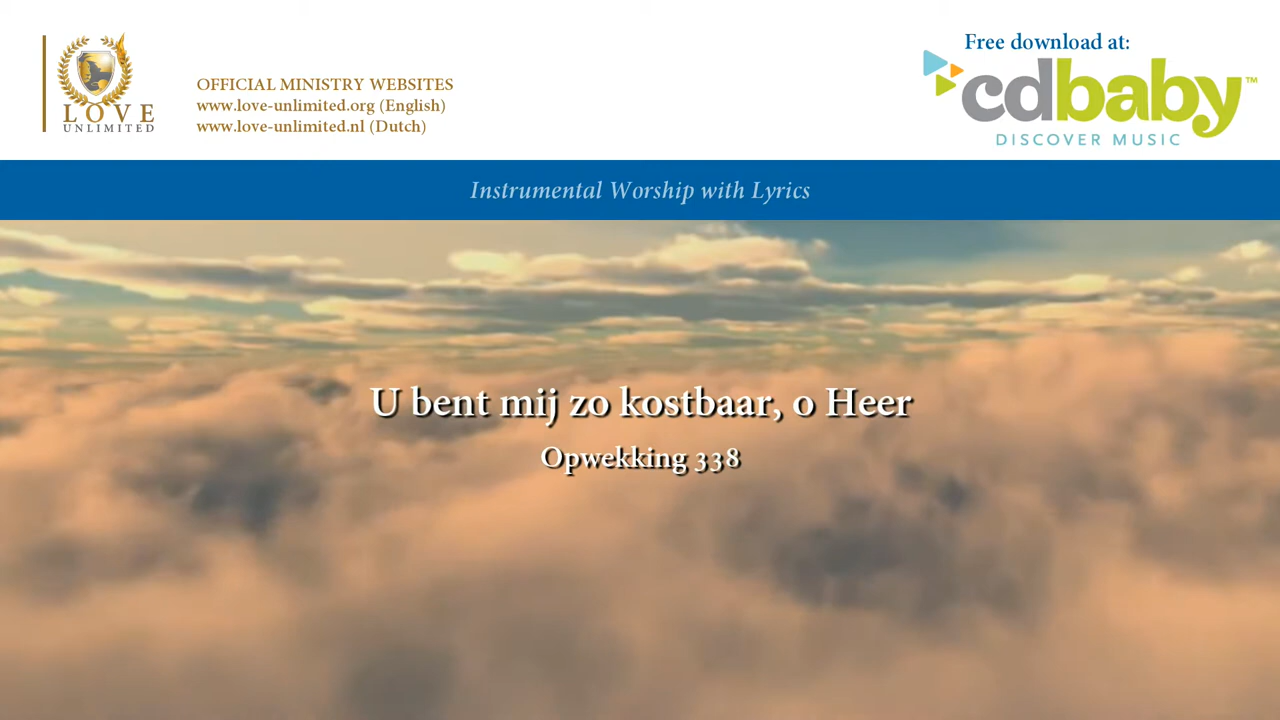 LOVE
UNLIMITED
OFFICIAL MINISTRY WEBSITES
www.love-unlimited.org (English)
www.love-unlimited.nl (Dutch)
Free download at:
cdbaby™
DISCOVER MUSIC
Instrumental Worship with Lyrics
U bent mij zo kostbaar, o Heer
Opwekking 338